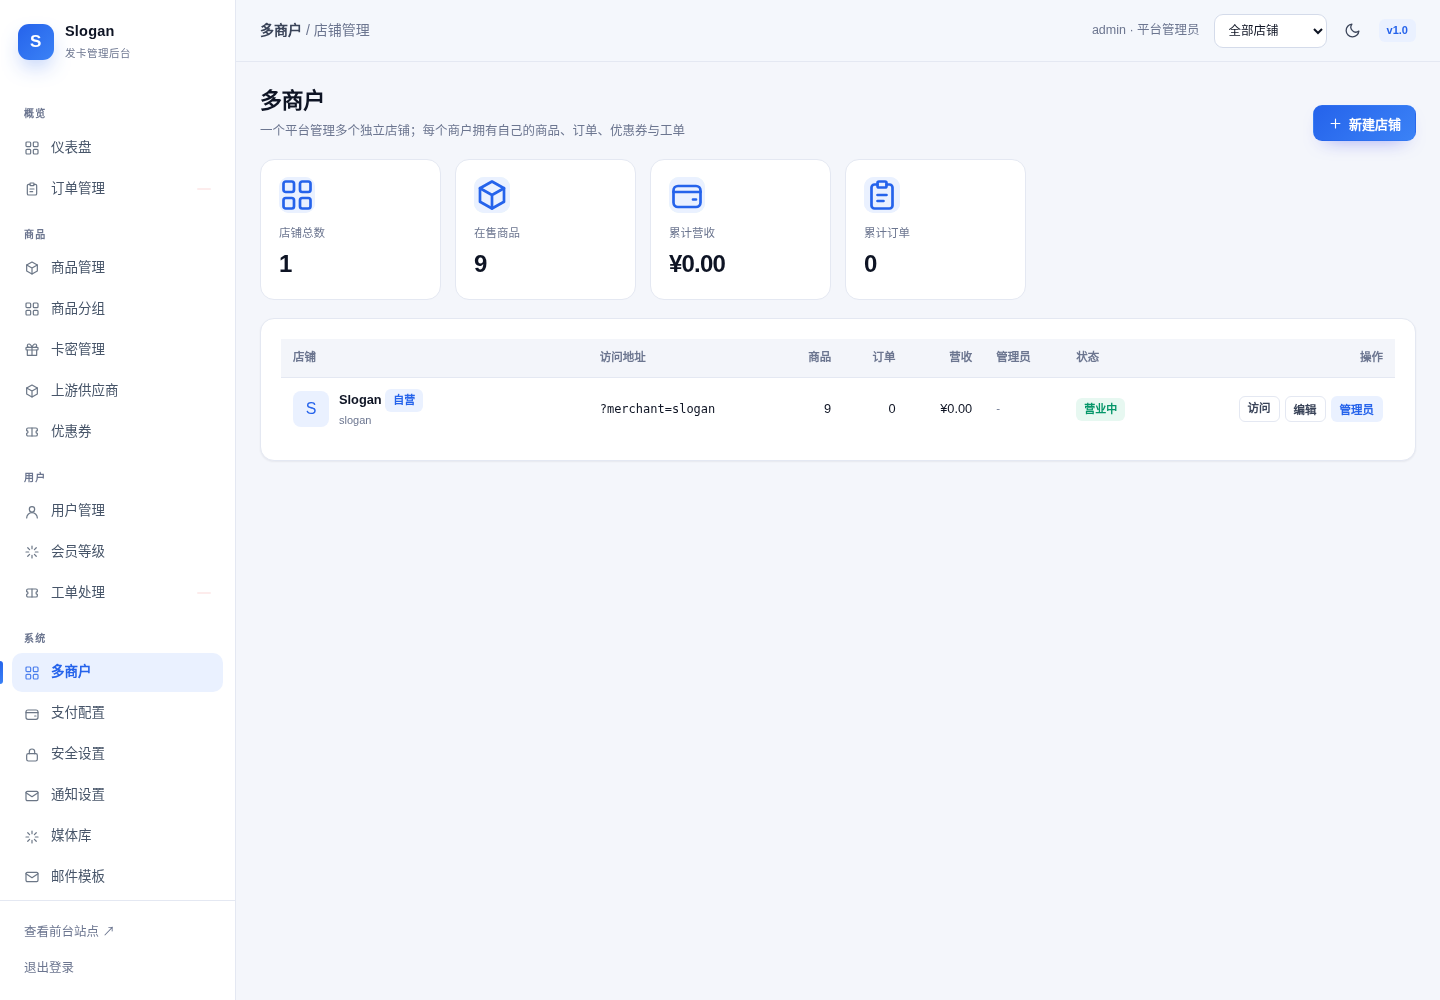 S
Slogan
发卡管理后台
概览
仪表盘
订单管理
商品
商品管理
商品分组
卡密管理
上游供应商
优惠券
用户
用户管理
会员等级
工单处理
系统
多商户
支付配置
安全设置
通知设置
媒体库
邮件模板
查看前台站点 ↗
退出登录
多商户 / 店铺管理
admin · 平台管理员
全部店铺
v1.0
多商户
一个平台管理多个独立店铺；每个商户拥有自己的商品、订单、优惠券与工单
新建店铺
店铺总数
1
在售商品
9
累计营收
¥0.00
累计订单
0
店铺 访问地址 商品 订单 营收 管理员 状态 操作
S Slogan 自营 ?merchant=slogan 9 0 ¥0.00 - 营业中 访问 编辑 管理员
slogan